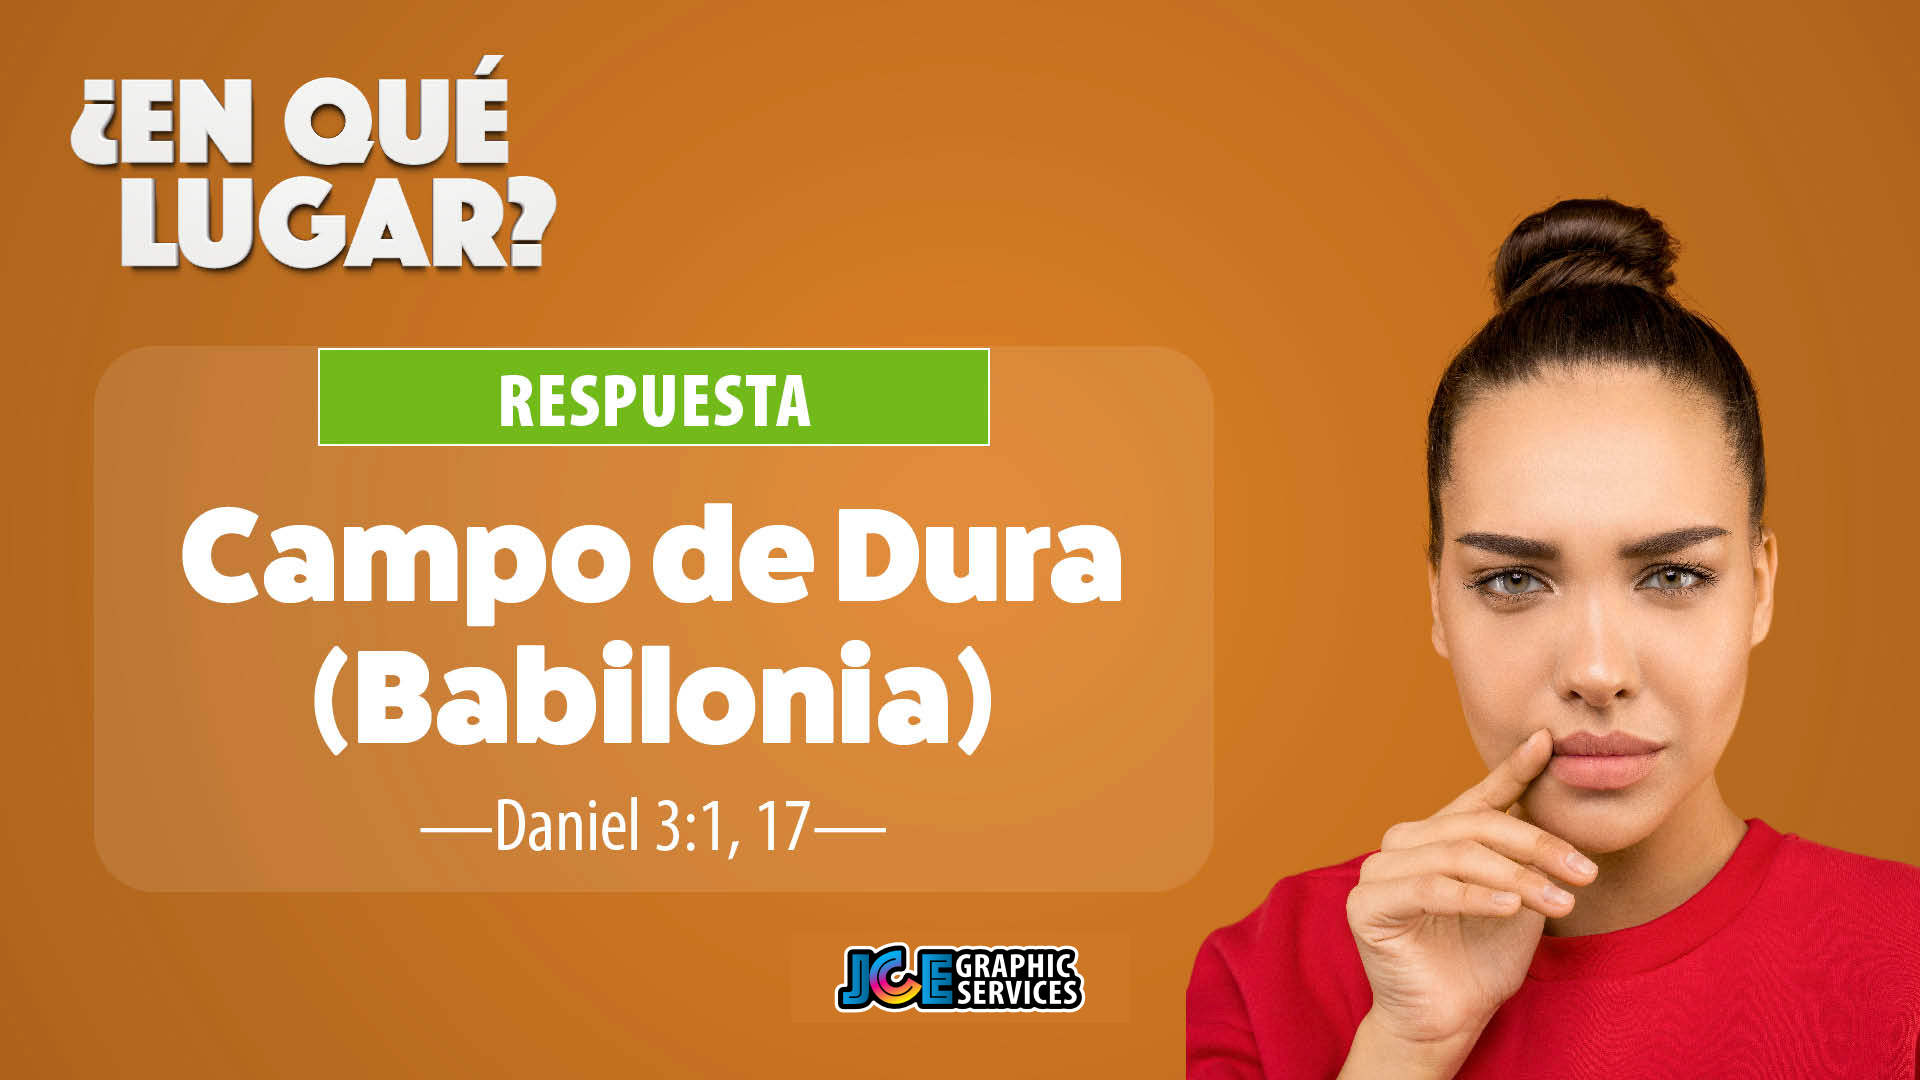 ¿EN QUÉ
LUGAR?
RESPUESTA
Campo de Dura
(Babilonia)
—Daniel 3:1, 17—
JCE GRAPHIC
SERVICES